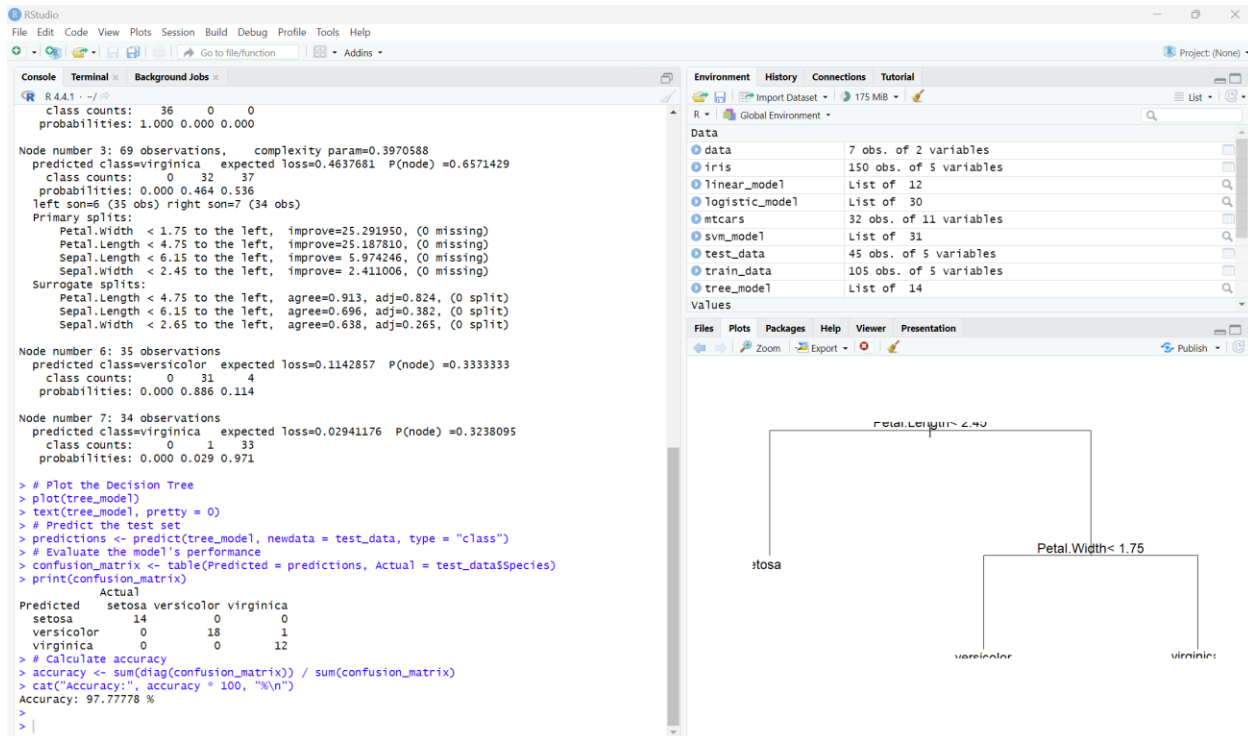 RStudio
File Edit Code View Plots Session Build Debug Profile Tools Help
Go to file/function Addins Project: (None)
Console Terminal Background Jobs
R 4.4.1 · ~/
class counts: 36 0 0
probabilities: 1.000 0.000 0.000
Node number 3: 69 observations, complexity param=0.3970588
predicted class=virginica expected loss=0.4637681 P(node) =0.6571429
class counts: 0 32 37
probabilities: 0.000 0.464 0.536
left son=6 (35 obs) right son=7 (34 obs)
Primary splits:
Petal.Width < 1.75 to the left, improve=25.291950, (0 missing)
Petal.Length < 4.75 to the left, improve=25.187810, (0 missing)
Sepal.Length < 6.15 to the left, improve= 5.974246, (0 missing)
Sepal.Width < 2.45 to the left, improve= 2.411006, (0 missing)
Surrogate splits:
Petal.Length < 4.75 to the left, agree=0.913, adj=0.824, (0 split)
Sepal.Length < 6.15 to the left, agree=0.696, adj=0.382, (0 split)
Sepal.Width < 2.65 to the left, agree=0.638, adj=0.265, (0 split)
Node number 6: 35 observations
predicted class=versicolor expected loss=0.1142857 P(node) =0.3333333
class counts: 0 31 4
probabilities: 0.000 0.886 0.114
Node number 7: 34 observations
predicted class=virginica expected loss=0.02941176 P(node) =0.3238095
class counts: 0 1 33
probabilities: 0.000 0.029 0.971
> # Plot the Decision Tree
> plot(tree_model)
> text(tree_model, pretty = 0)
> # Predict the test set
> predictions <- predict(tree_model, newdata = test_data, type = "class")
> # Evaluate the model's performance
> confusion_matrix <- table(Predicted = predictions, Actual = test_data$Species)
> print(confusion_matrix)
Actual
Predicted setosa versicolor virginica
setosa 14 0 0
versicolor 0 18 1
virginica 0 0 12
> # Calculate accuracy
> accuracy <- sum(diag(confusion_matrix)) / sum(confusion_matrix)
> cat("Accuracy:", accuracy * 100, "%\n")
Accuracy: 97.77778 %
>
>
Environment History Connections Tutorial
Import Dataset 175 MiB List
R Global Environment
Data
data 7 obs. of 2 variables
iris 150 obs. of 5 variables
linear_model List of 12
logistic_model List of 30
mtcars 32 obs. of 11 variables
svm_model List of 31
test_data 45 obs. of 5 variables
train_data 105 obs. of 5 variables
tree_model List of 14
Values
Files Plots Packages Help Viewer Presentation
Zoom Export Publish
Petal.Length< 2.45
etosa
Petal.Width< 1.75
versicolor
virginic